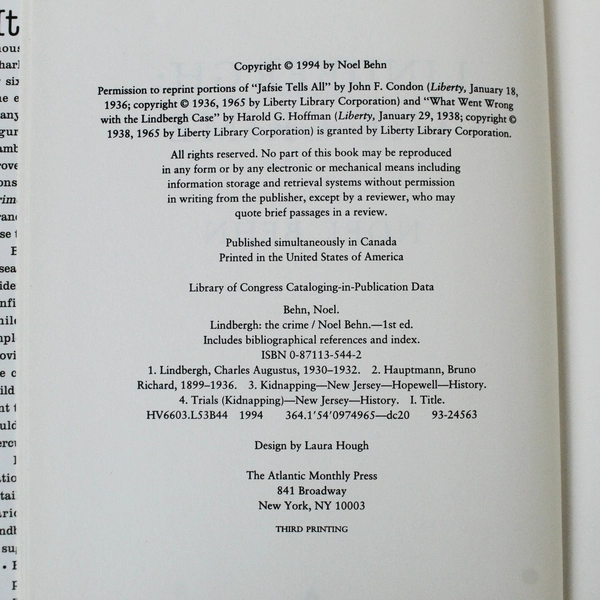 Copyright © 1994 by Noel Behn
Permission to reprint portions of “Jafsie Tells All” by John F. Condon (Liberty, January 18,
1936; copyright © 1936, 1965 by Liberty Library Corporation) and “What Went Wrong
with the Lindbergh Case” by Harold G. Hoffman (Liberty, January 29, 1938; copyright ©
1938, 1965 by Liberty Library Corporation) is granted by Liberty Library Corporation.
All rights reserved. No part of this book may be reproduced
in any form or by any electronic or mechanical means including
information storage and retrieval systems without permission
in writing from the publisher, except by a reviewer, who may
quote brief passages in a review.
Published simultaneously in Canada
Printed in the United States of America
Library of Congress Cataloging-in-Publication Data
Behn, Noel.
Lindbergh: the crime / Noel Behn.—1st ed.
Includes bibliographical references and index.
ISBN 0-87113-544-2
1. Lindbergh, Charles Augustus, 1930–1932. 2. Hauptmann, Bruno
Richard, 1899–1936. 3. Kidnapping—New Jersey—Hopewell—History.
4. Trials (Kidnapping)—New Jersey—History. I. Title.
HV6603.L53B44 1994 364.1'54'0974965—dc20 93-24563
Design by Laura Hough
The Atlantic Monthly Press
841 Broadway
New York, NY 10003
THIRD PRINTING